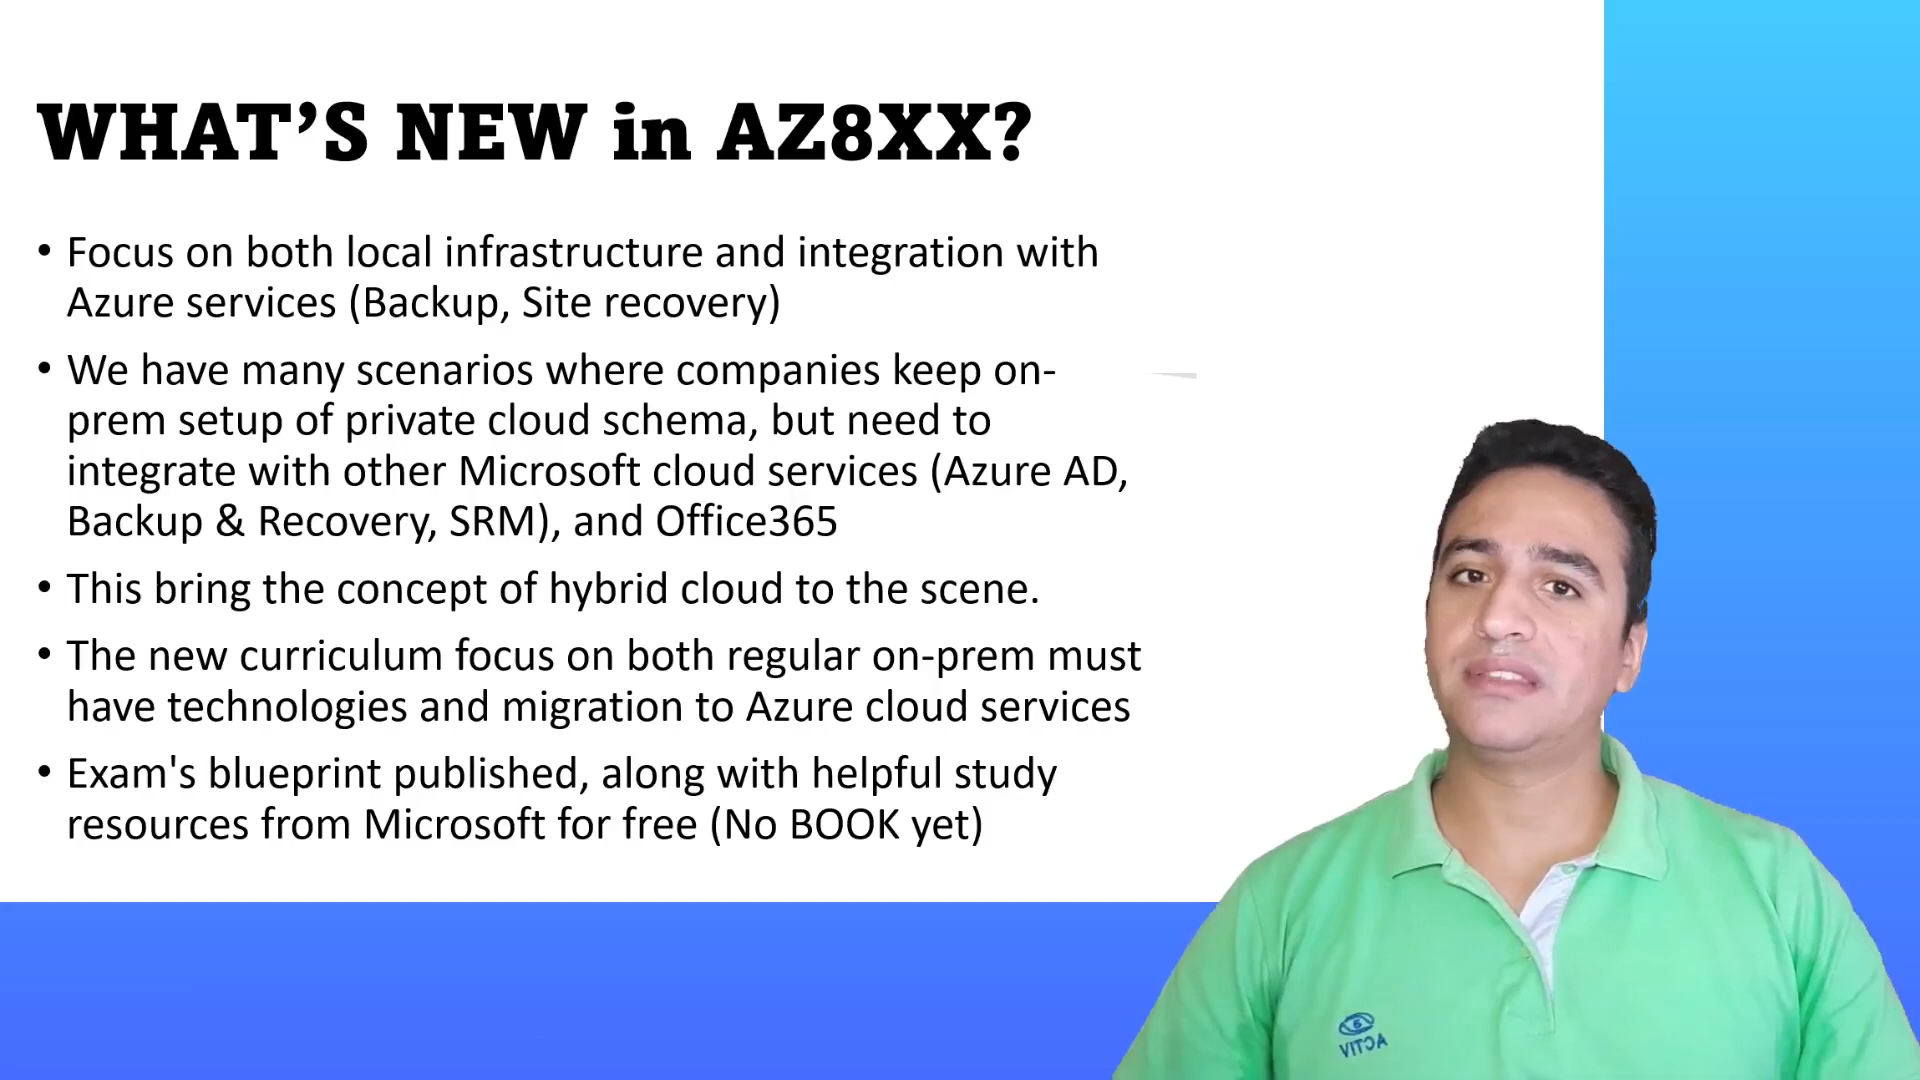 WHAT’S NEW in AZ8XX?
• Focus on both local infrastructure and integration with
Azure services (Backup, Site recovery)
• We have many scenarios where companies keep on-
prem setup of private cloud schema, but need to
integrate with other Microsoft cloud services (Azure AD,
Backup & Recovery, SRM), and Office365
• This bring the concept of hybrid cloud to the scene.
• The new curriculum focus on both regular on-prem must
have technologies and migration to Azure cloud services
• Exam's blueprint published, along with helpful study
resources from Microsoft for free (No BOOK yet)
ACTIV